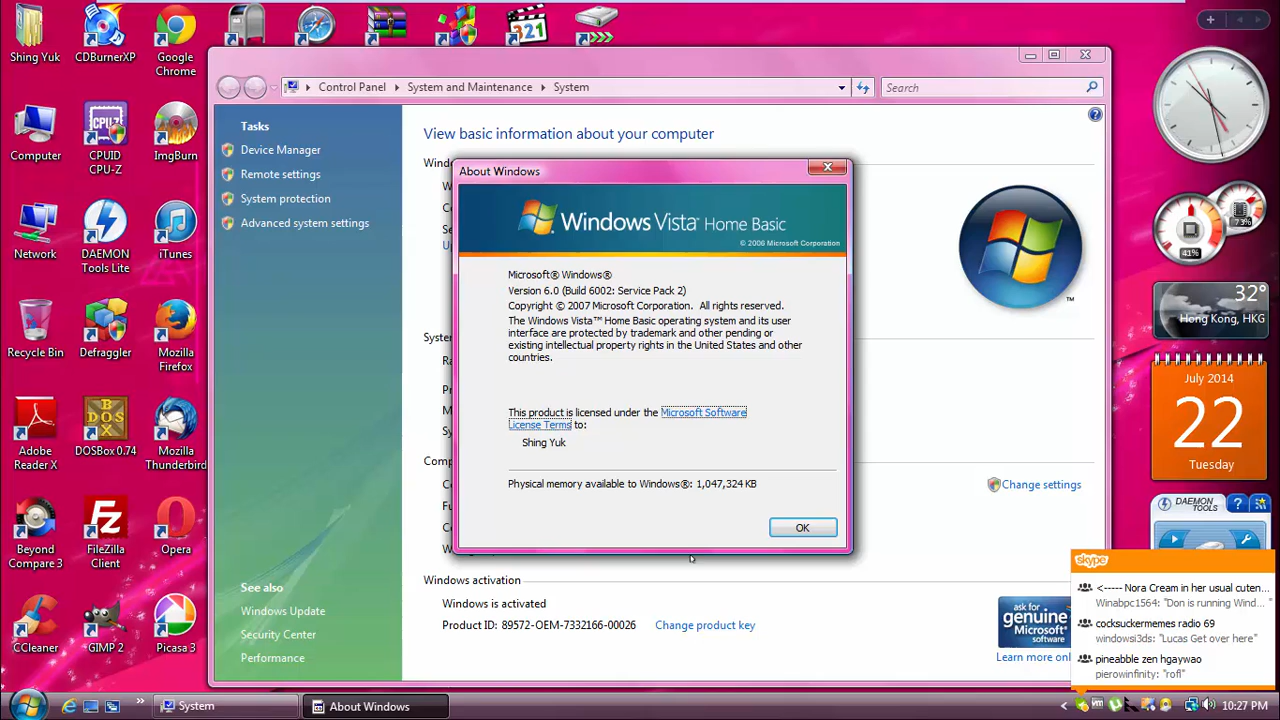 Shing Yuk
CDBurnerXP
Google
Chrome
321
Computer
CPUID
CPU-Z
ImgBurn
Network
DAEMON
Tools Lite
iTunes
Recycle Bin
Defraggler
Mozilla
Firefox
Adobe
Reader X
DOSBox 0.74
Mozilla
Thunderbird
Beyond
Compare 3
FileZilla
Client
Opera
CCleaner
GIMP 2
Picasa 3
Control Panel
System and Maintenance
System
Search
Tasks
Device Manager
Remote settings
System protection
Advanced system settings
See also
Windows Update
Security Center
Performance
View basic information about your computer
About Windows
Windows Vista™ Home Basic
© 2006 Microsoft Corporation
Microsoft® Windows®
Version 6.0 (Build 6002: Service Pack 2)
Copyright © 2007 Microsoft Corporation. All rights reserved.
The Windows Vista™ Home Basic operating system and its user
interface are protected by trademark and other pending or
existing intellectual property rights in the United States and other
countries.
This product is licensed under the Microsoft Software
License Terms to:
Shing Yuk
Physical memory available to Windows®: 1,047,324 KB
OK
Change settings
Windows activation
Windows is activated
Product ID: 89572-OEM-7332166-00026
Change product key
ask for
genuine
Microsoft
software
Learn more onl
41%
73%
32°
Hong Kong, HKG
July 2014
22
Tuesday
DAEMON
TOOLS
skype
<----- Nora Cream in her usual cuten...
Winabpc1564: "Don is running Wind... "
cocksuckermemes radio 69
windowsi3ds: "Lucas Get over here"
pineabble zen hgaywao
pierowinfinity: "rofl"
System
About Windows
10:27 PM